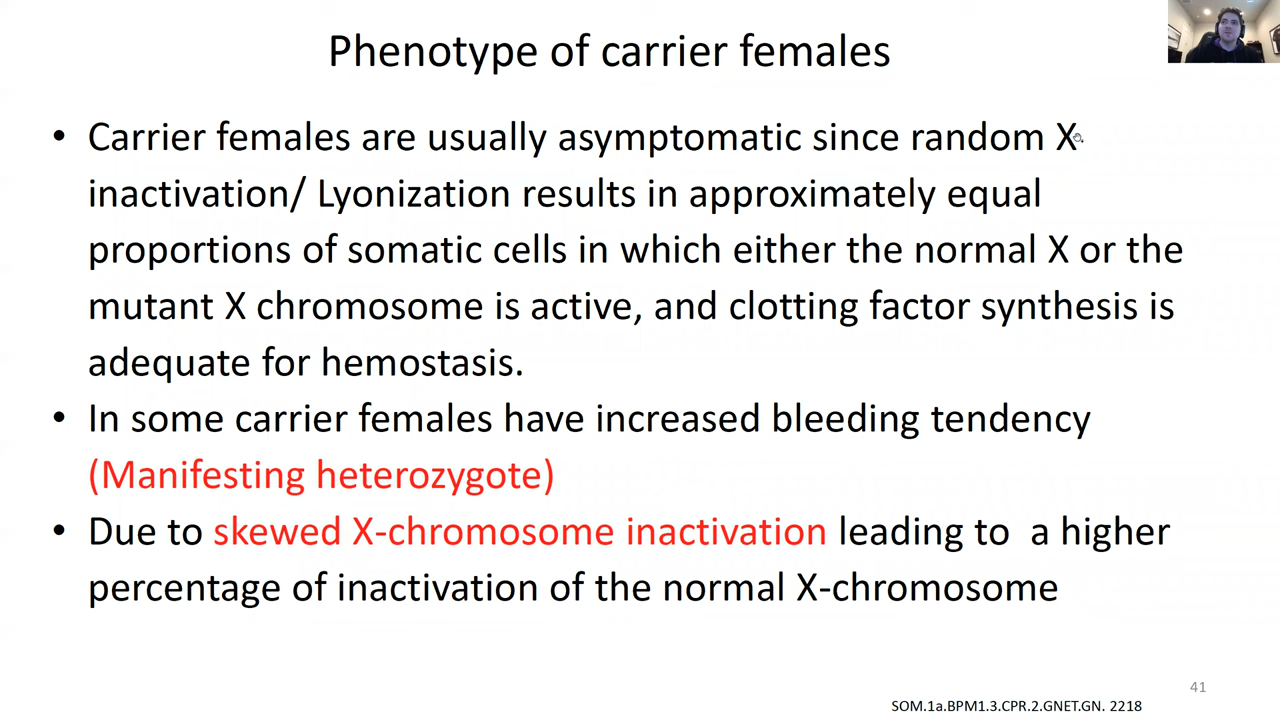 Phenotype of carrier females
• Carrier females are usually asymptomatic since random X
inactivation/ Lyonization results in approximately equal
proportions of somatic cells in which either the normal X or the
mutant X chromosome is active, and clotting factor synthesis is
adequate for hemostasis.
• In some carrier females have increased bleeding tendency
(Manifesting heterozygote)
• Due to skewed X-chromosome inactivation leading to  a higher
percentage of inactivation of the normal X-chromosome
41
SOM.1a.BPM1.3.CPR.2.GNET.GN. 2218